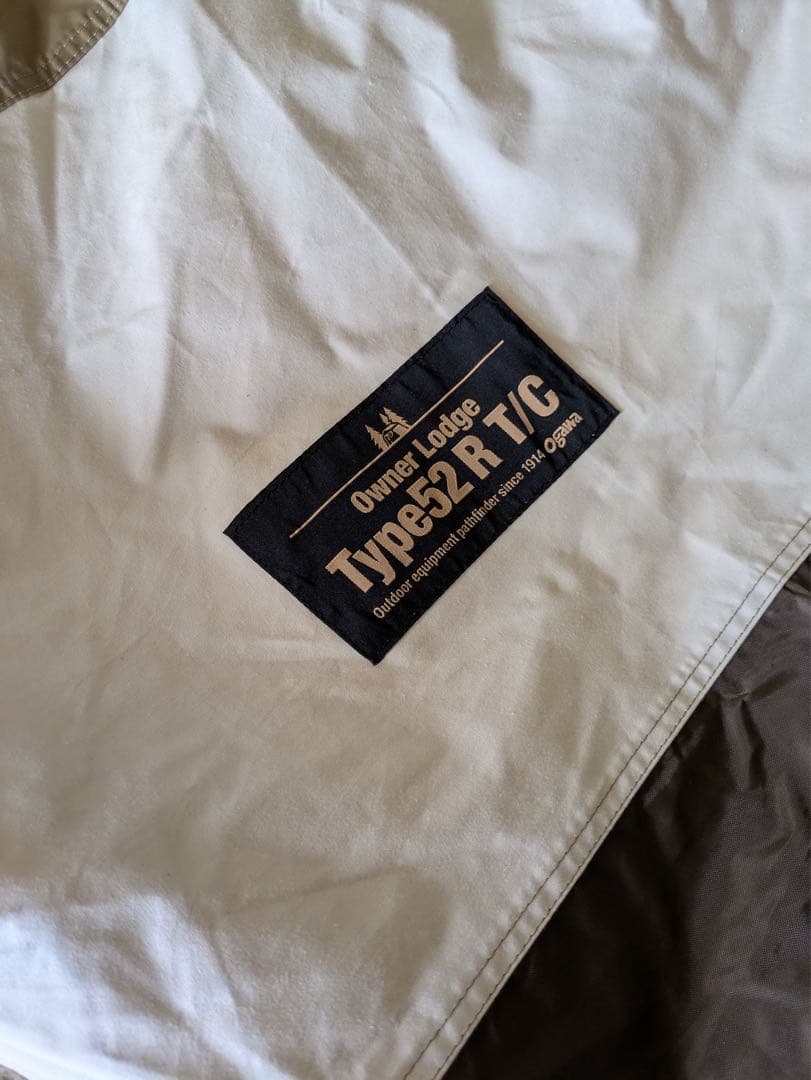 Owner Lodge
Type52 R T/C
Outdoor equipment pathfinder since 1914 ogawa